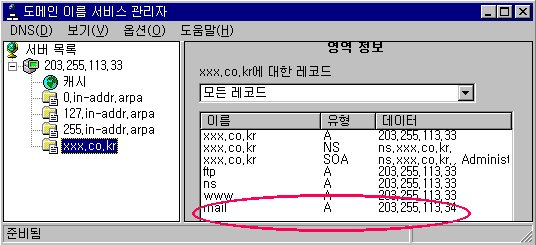 도메인 이름 서비스 관리자
DNS(D) 보기(V) 옵션(O) 도움말(H)
서버 목록
203,255,113,33
캐시
0,in-addr,arpa
127,in-addr,arpa
255,in-addr,arpa
xxx,co,kr
영역 정보
xxx,co,kr에 대한 레코드
모든 레코드
이름 유형 데이터
xxx,co,kr A 203,255,113,33
xxx,co,kr NS ns,xxx,co,kr,
xxx,co,kr SOA ns,xxx,co,kr,, Administ
ftp A 203,255,113,33
ns A 203,255,113,33
www A 203,255,113,33
mail A 203,255,113,34
준비됨